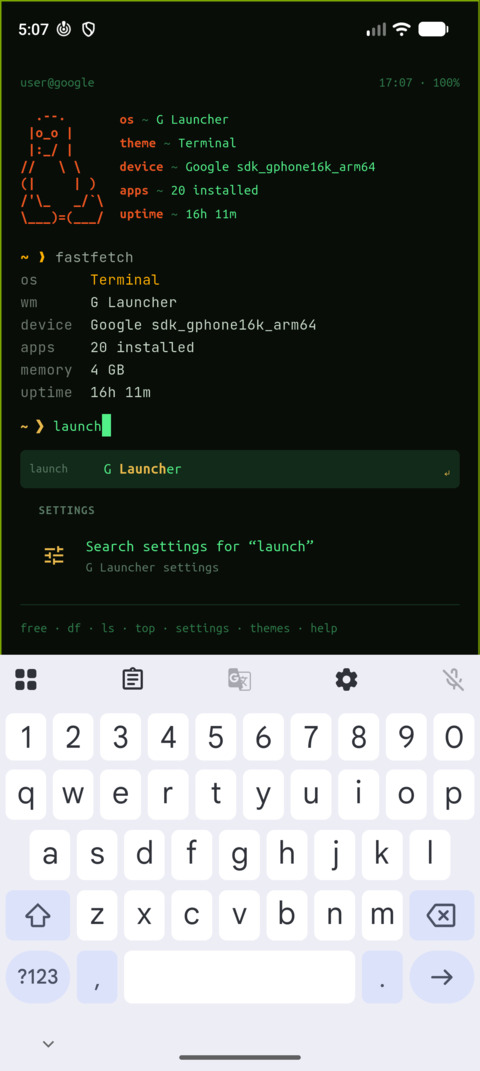 5:07
user@google 17:07 · 100%
.--.
|o_o |
|:_/ |
// \ \
(| | )
/'\_ _/`\
\___)=(___/
os ~ G Launcher
theme ~ Terminal
device ~ Google sdk_gphone16k_arm64
apps ~ 20 installed
uptime ~ 16h 11m
~ ❯ fastfetch
os Terminal
wm G Launcher
device Google sdk_gphone16k_arm64
apps 20 installed
memory 4 GB
uptime 16h 11m
~ ❯ launch
launch G Launcher ↵
SETTINGS
Search settings for “launch”
G Launcher settings
free · df · ls · top · settings · themes · help
1 2 3 4 5 6 7 8 9 0
q w e r t y u i o p
a s d f g h j k l
z x c v b n m
?123 , .